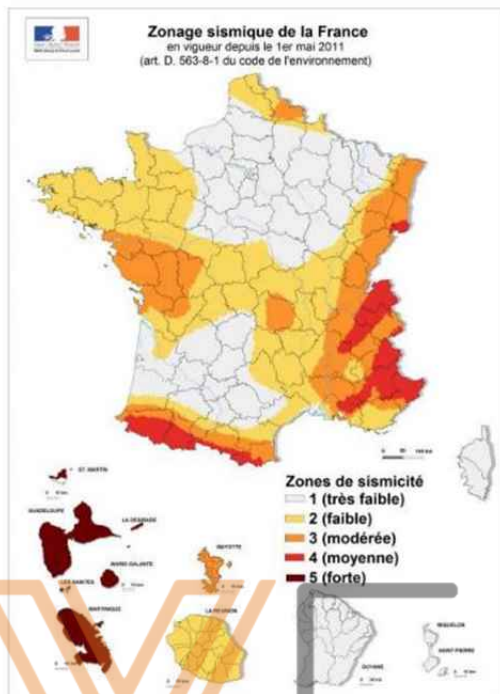 Zonage sismique de la France
en vigueur depuis le 1er mai 2011
(art. D. 563-8-1 du code de l'environnement)
Zones de sismicité
1 (très faible)
2 (faible)
3 (modérée)
4 (moyenne)
5 (forte)
ST. MARTIN
GUADELOUPE
LA DESIRADE
MARIE-GALANTE
LES SAINTES
MARTINIQUE
MAYOTTE
LA REUNION
GUYANE
MIQUELON
SAINT-PIERRE